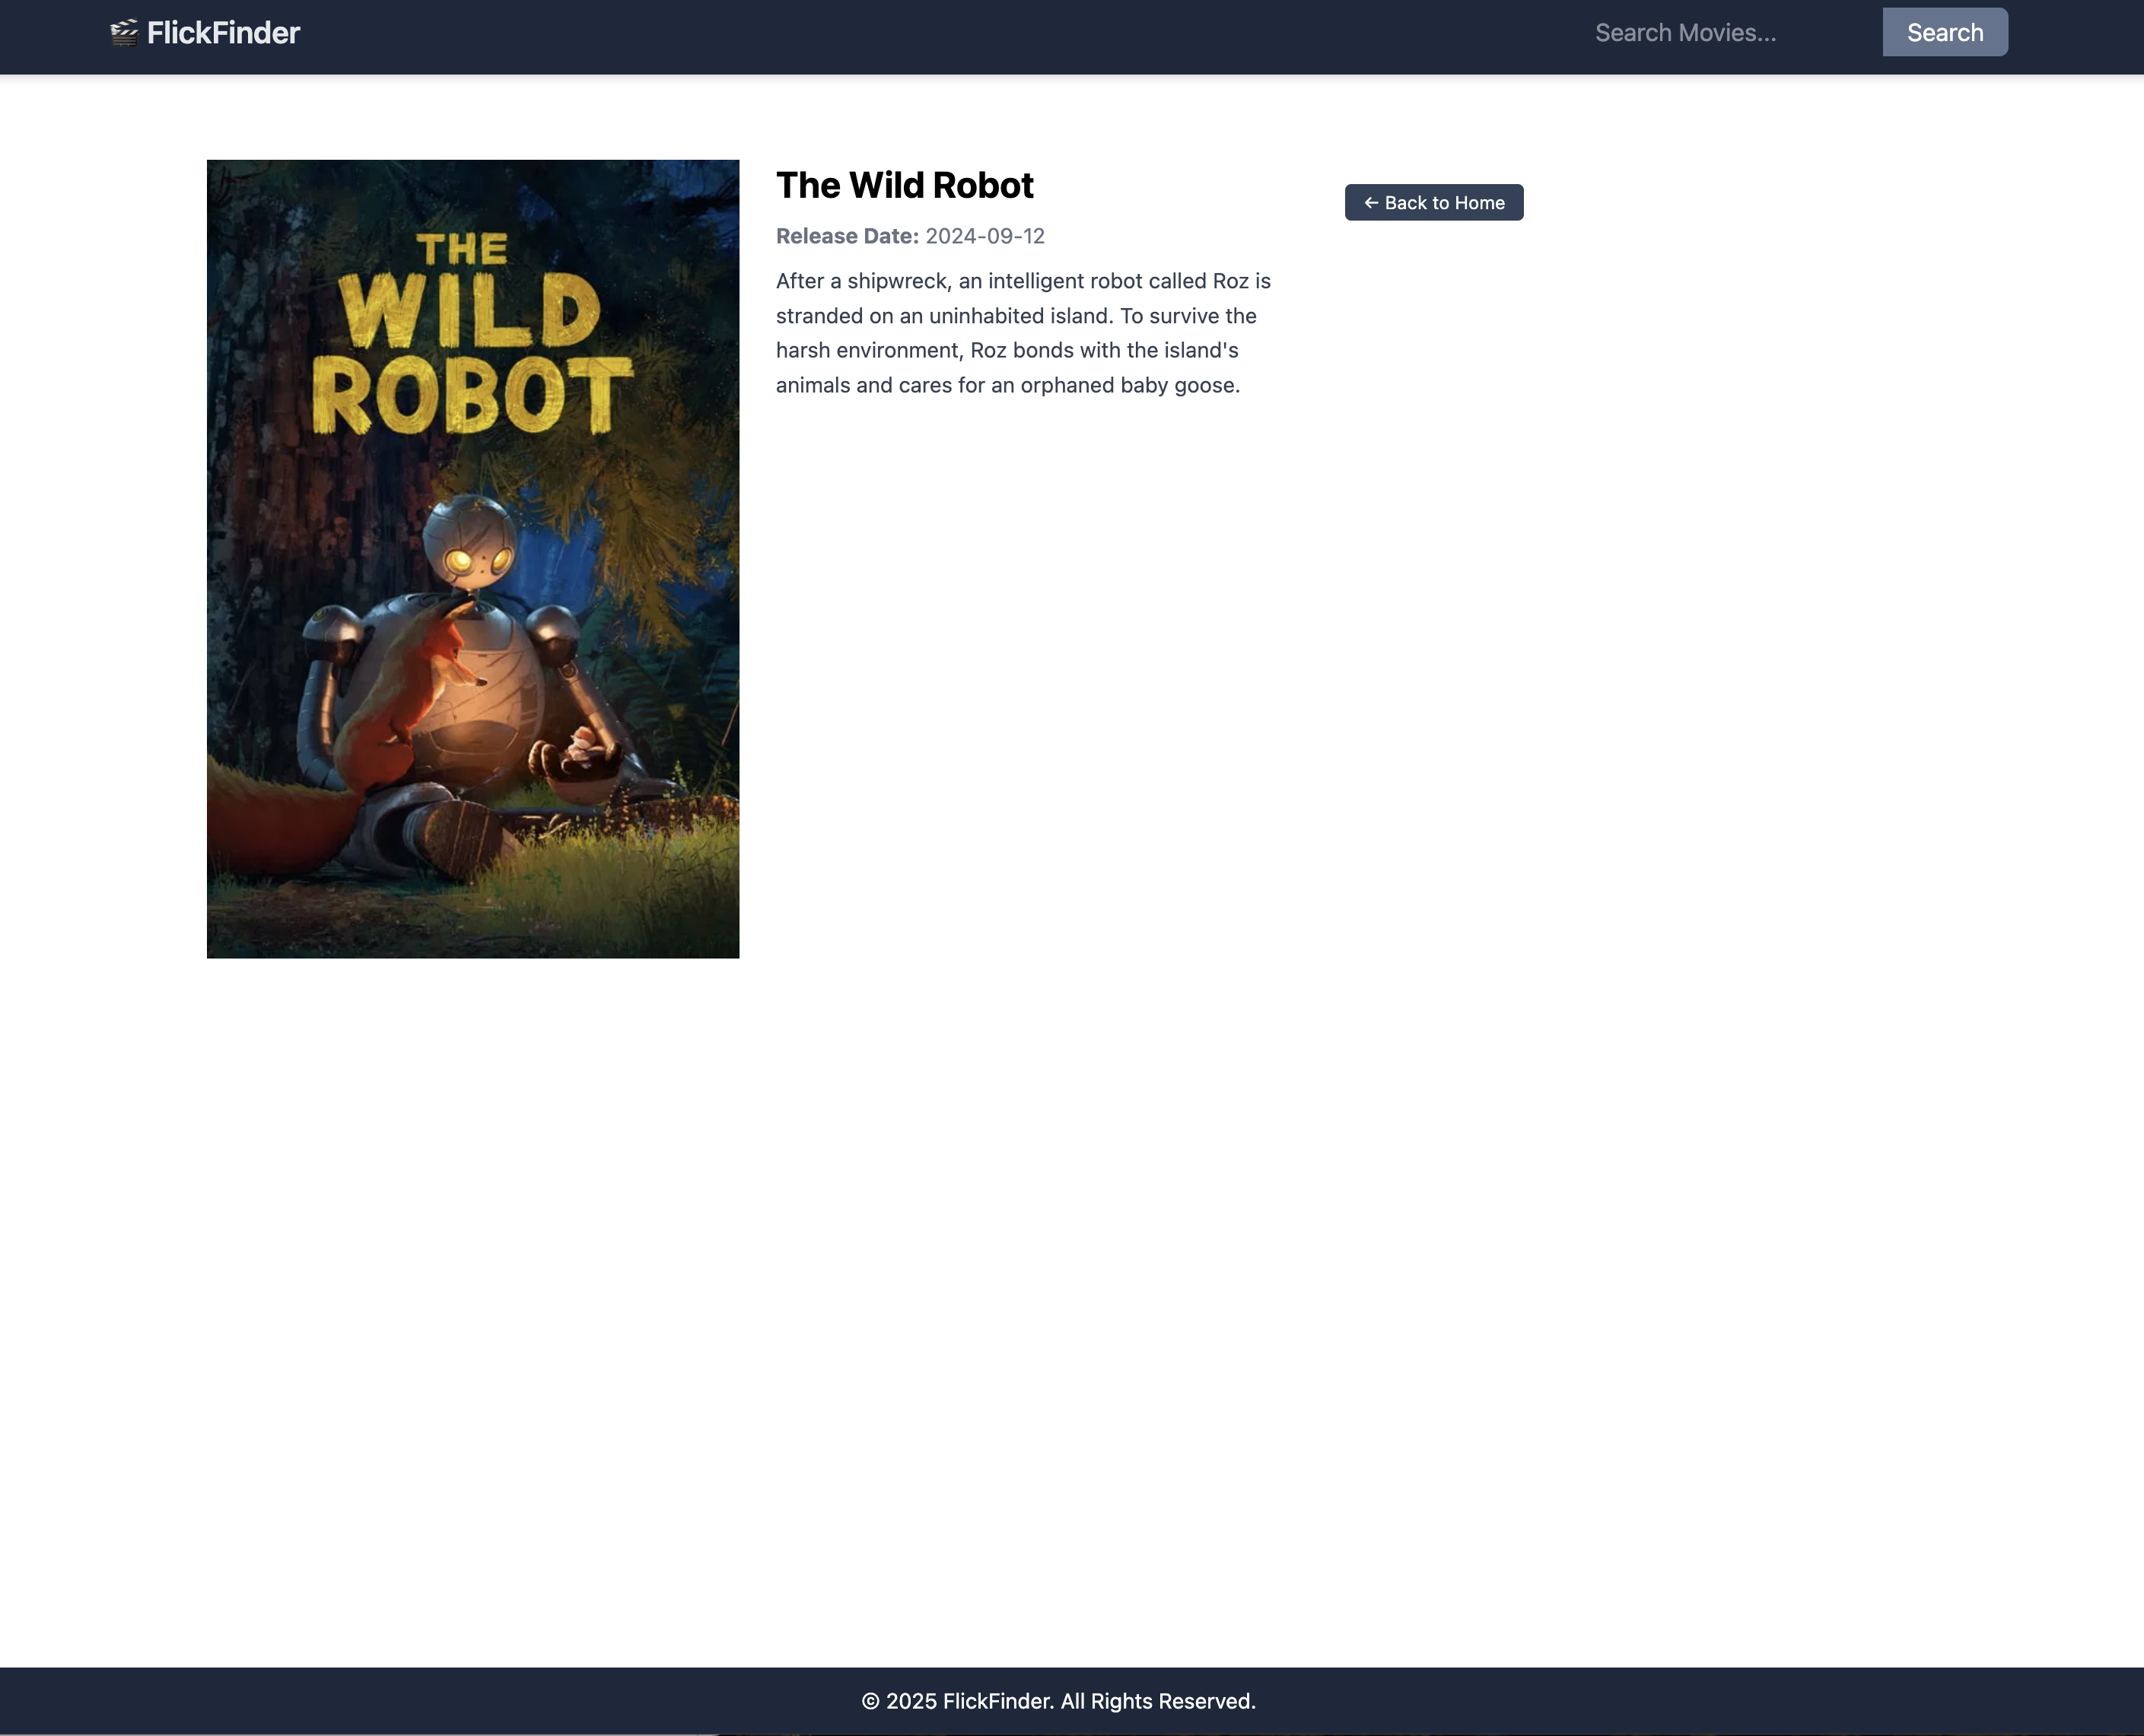 FlickFinder
Search Movies...
Search
THE
WILD
ROBOT
The Wild Robot
← Back to Home
Release Date: 2024-09-12
After a shipwreck, an intelligent robot called Roz is
stranded on an uninhabited island. To survive the
harsh environment, Roz bonds with the island's
animals and cares for an orphaned baby goose.
© 2025 FlickFinder. All Rights Reserved.